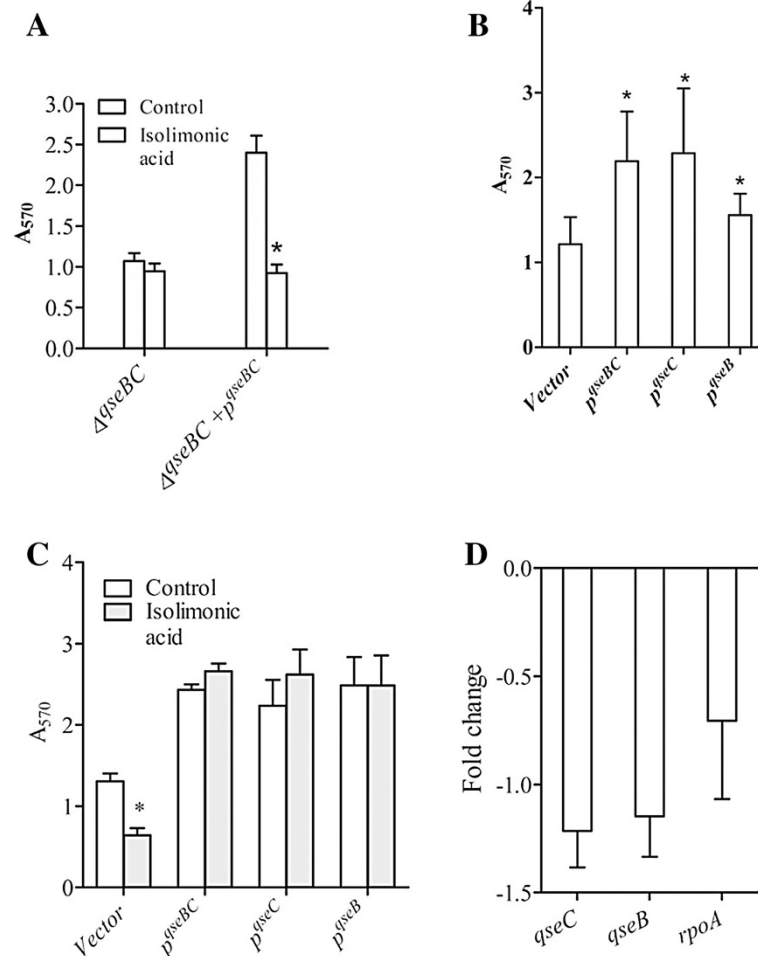 A
3.0
2.5
2.0
1.5
1.0
0.5
0.0
A570
Control
Isolimonic
acid
*
ΔqseBC
ΔqseBC +pqseBC
B
4
3
2
1
0
A570
* * *
Vector pqseBC pqseC pqseB
C
4
3
2
1
0
A570
Control
Isolimonic
acid
*
Vector pqseBC pqseC pqseB
D
0.0
-0.5
-1.0
-1.5
Fold change
qseC qseB rpoA